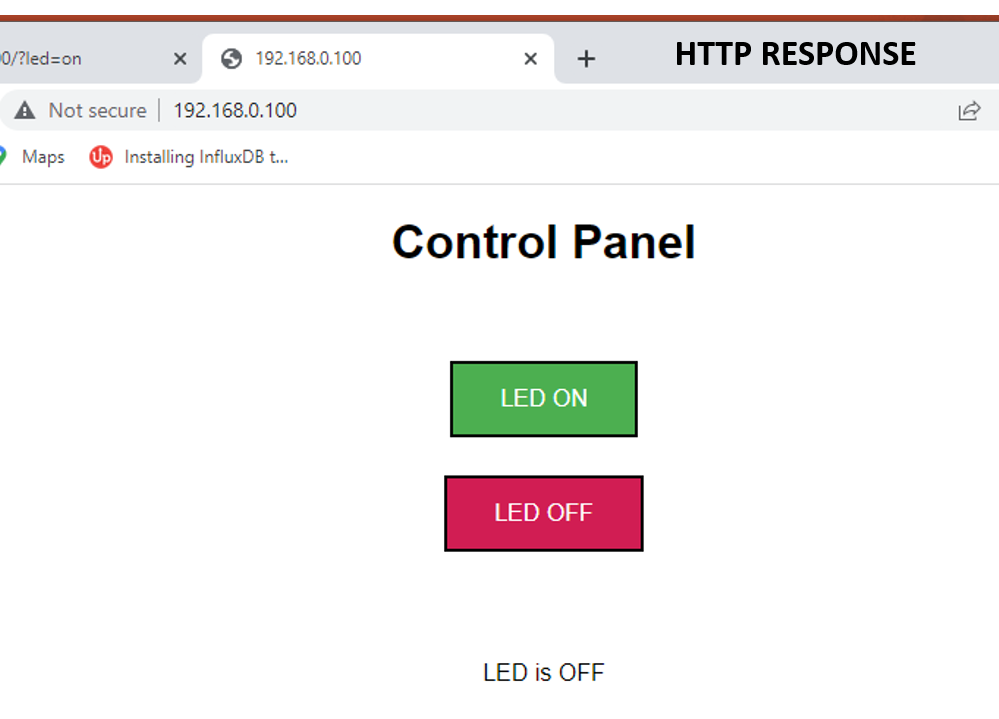 0/?led=on
192.168.0.100
HTTP RESPONSE
Not secure
192.168.0.100
Maps
Up
Installing InfluxDB t...
Control Panel
LED ON
LED OFF
LED is OFF